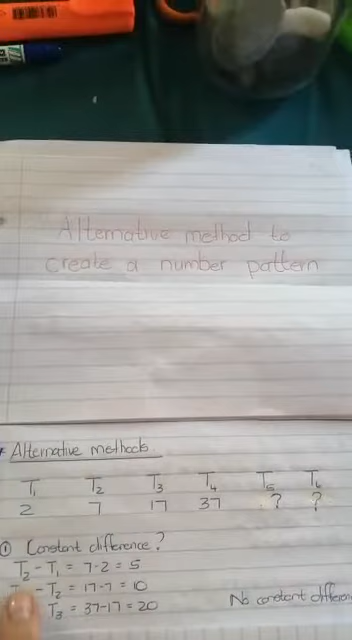 Alternative method to
create a number pattern
* Alternative methods.
T₁ T₂ T₃ T₄ T₅ T₆
2 7 17 37 ? ?
① Constant difference?
T₂ - T₁ = 7-2 = 5
- T₂ = 17-7 = 10
T₃ = 37-17 = 20
No constant